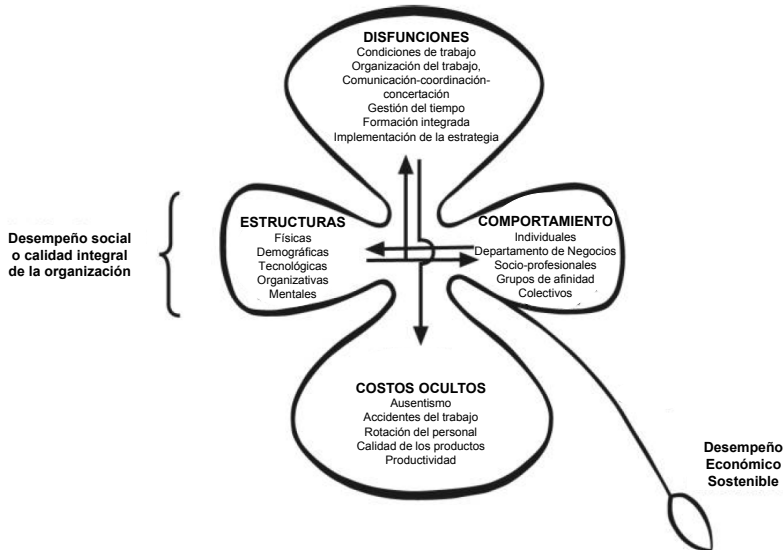 DISFUNCIONES
Condiciones de trabajo
Organización del trabajo,
Comunicación-coordinación-
concertación
Gestión del tiempo
Formación integrada
Implementación de la estrategia
Desempeño social
o calidad integral
de la organización
ESTRUCTURAS
Físicas
Demográficas
Tecnológicas
Organizativas
Mentales
COMPORTAMIENTO
Individuales
Departamento de Negocios
Socio-profesionales
Grupos de afinidad
Colectivos
COSTOS OCULTOS
Ausentismo
Accidentes del trabajo
Rotación del personal
Calidad de los productos
Productividad
Desempeño
Económico
Sostenible